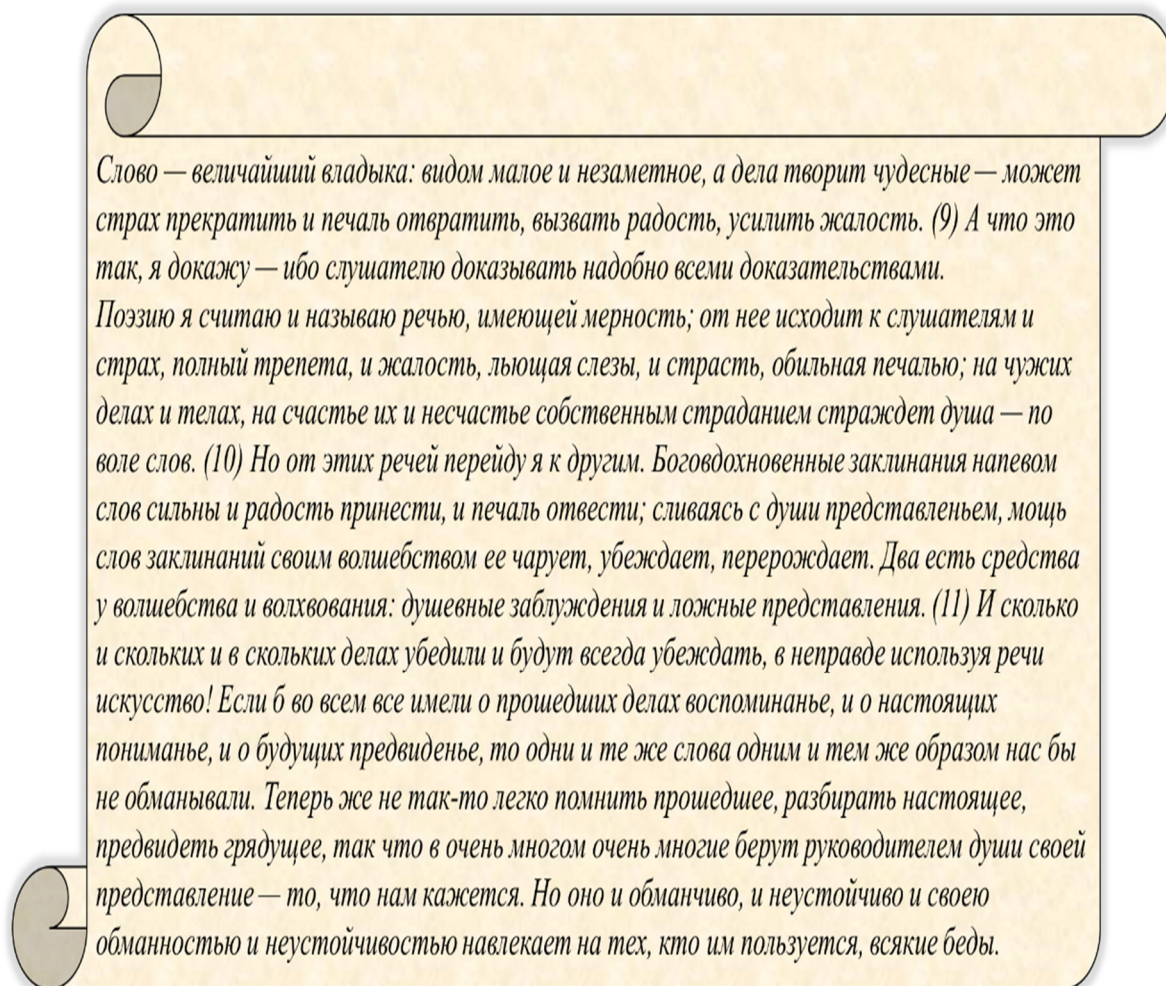 Слово — величайший владыка: видом малое и незаметное, а дела творит чудесные — может
страх прекратить и печаль отвратить, вызвать радость, усилить жалость. (9) А что это
так, я докажу — ибо слушателю доказывать надобно всеми доказательствами.
Поэзию я считаю и называю речью, имеющей мерность; от нее исходит к слушателям и
страх, полный трепета, и жалость, льющая слезы, и страсть, обильная печалью; на чужих
делах и телах, на счастье их и несчастье собственным страданием страждет душа — по
воле слов. (10) Но от этих речей перейду я к другим. Боговдохновенные заклинания напевом
слов сильны и радость принести, и печаль отвести; сливаясь с души представленьем, мощь
слов заклинаний своим волшебством ее чарует, убеждает, перерождает. Два есть средства
у волшебства и волхвования: душевные заблуждения и ложные представления. (11) И сколько
и скольких и в скольких делах убедили и будут всегда убеждать, в неправде используя речи
искусство! Если б во всем все имели о прошедших делах воспоминанье, и о настоящих
пониманье, и о будущих предвиденье, то одни и те же слова одним и тем же образом нас бы
не обманывали. Теперь же не так-то легко помнить прошедшее, разбирать настоящее,
предвидеть грядущее, так что в очень многом очень многие берут руководителем души своей
представление — то, что нам кажется. Но оно и обманчиво, и неустойчиво и своею
обманностью и неустойчивостью навлекает на тех, кто им пользуется, всякие беды.